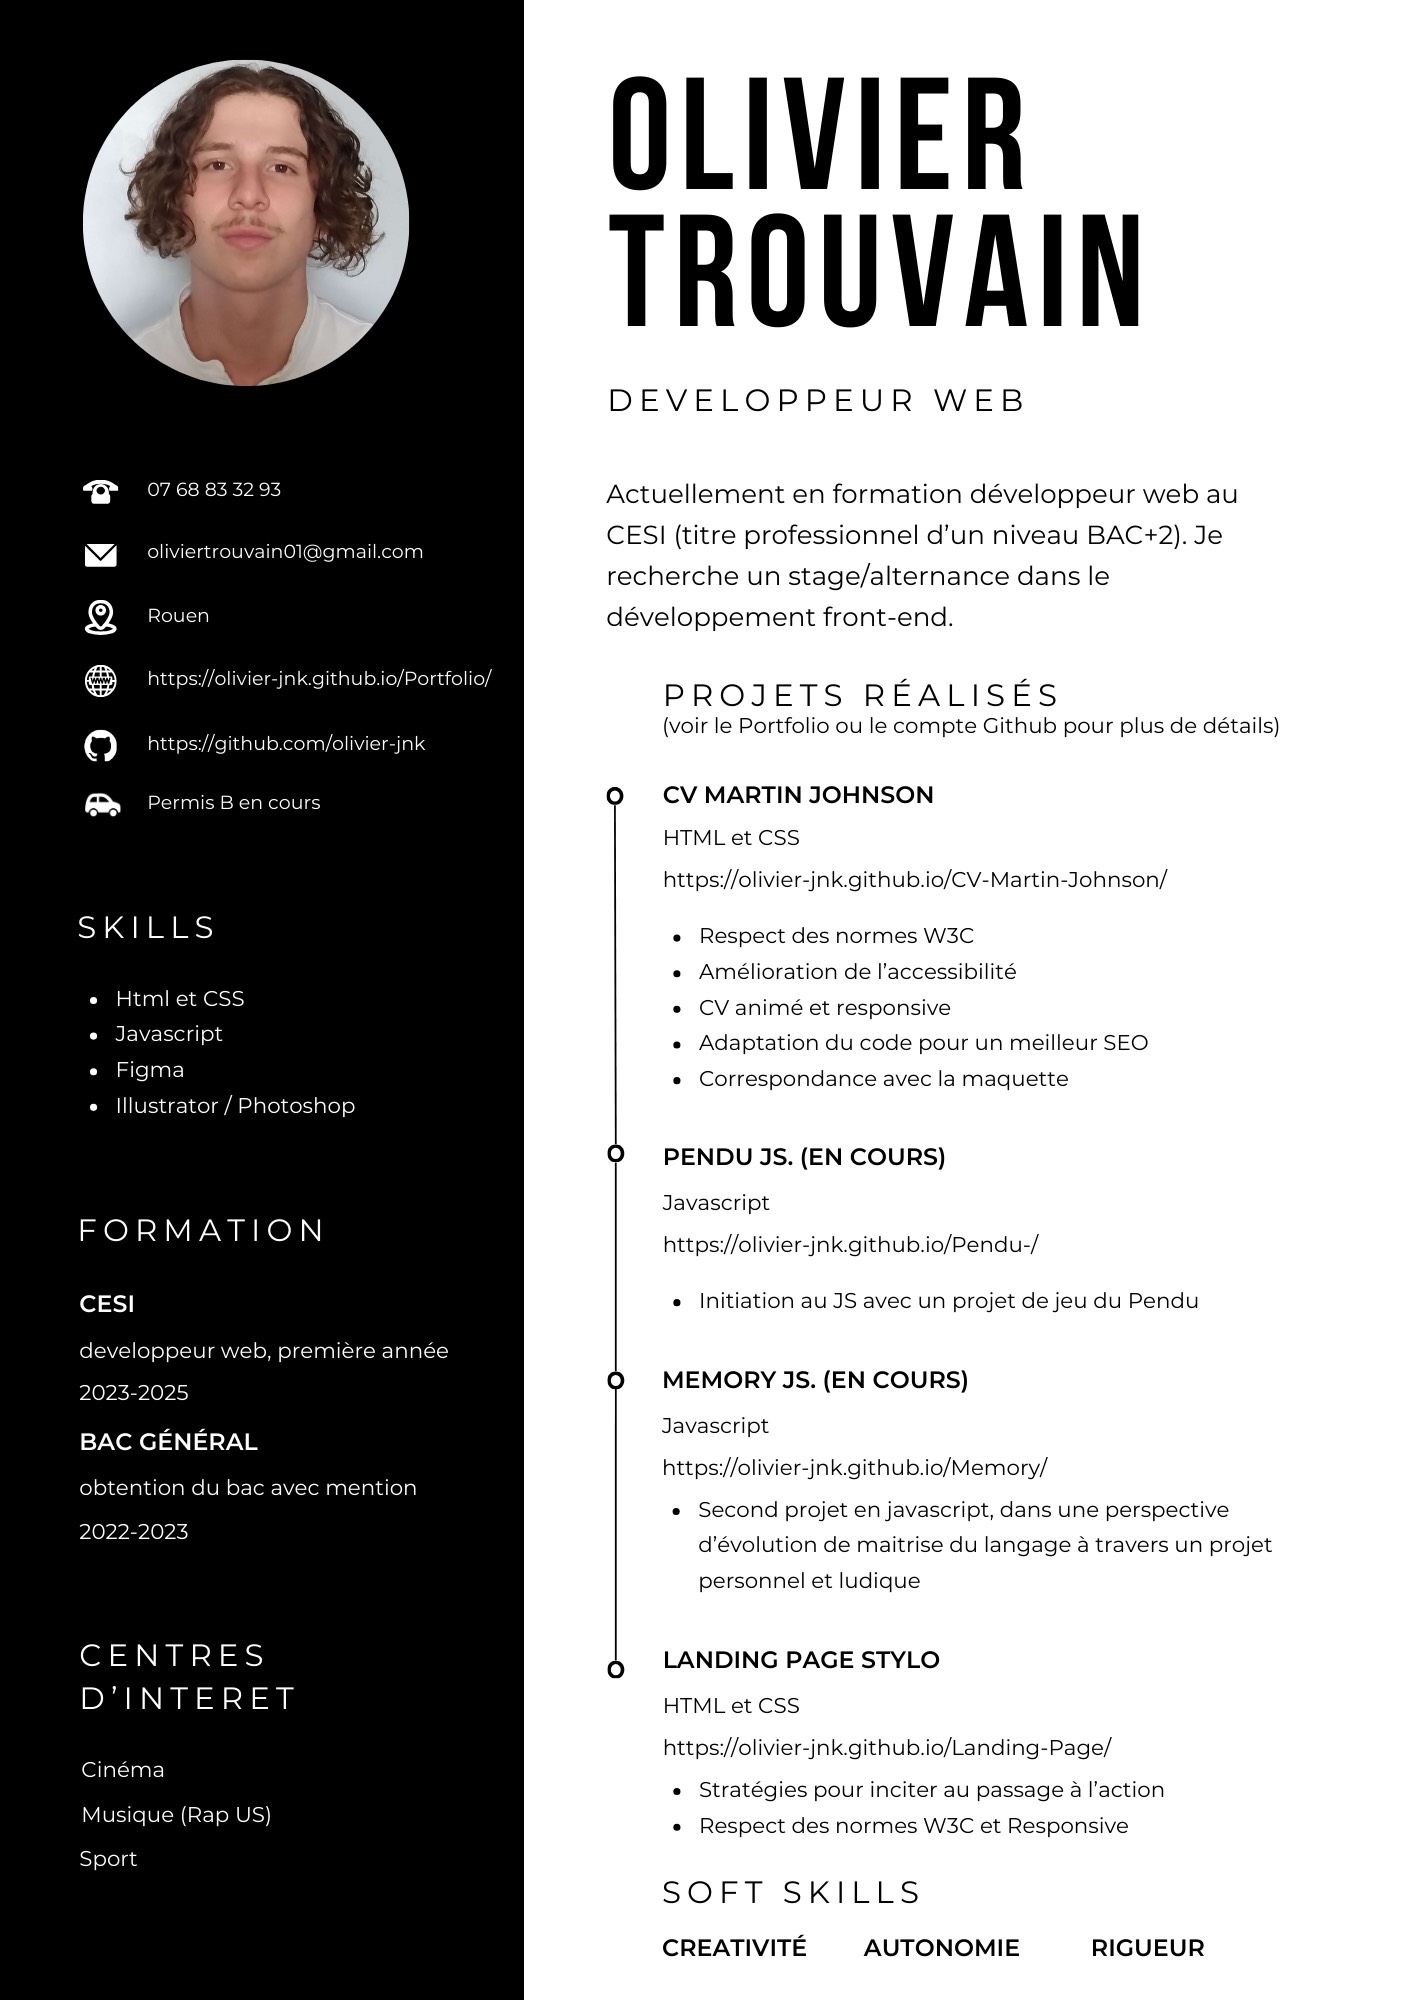 OLIVIER
TROUVAIN
DEVELOPPEUR WEB
07 68 83 32 93
oliviertrouvain01@gmail.com
Rouen
https://olivier-jnk.github.io/Portfolio/
https://github.com/olivier-jnk
Permis B en cours
SKILLS
Html et CSS
Javascript
Figma
Illustrator / Photoshop
FORMATION
CESI
developpeur web, première année
2023-2025
BAC GÉNÉRAL
obtention du bac avec mention
2022-2023
CENTRES
D’INTERET
Cinéma
Musique (Rap US)
Sport
Actuellement en formation développeur web au
CESI (titre professionnel d’un niveau BAC+2). Je
recherche un stage/alternance dans le
développement front-end.
PROJETS RÉALISÉS
(voir le Portfolio ou le compte Github pour plus de détails)
CV MARTIN JOHNSON
HTML et CSS
https://olivier-jnk.github.io/CV-Martin-Johnson/
Respect des normes W3C
Amélioration de l’accessibilité
CV animé et responsive
Adaptation du code pour un meilleur SEO
Correspondance avec la maquette
PENDU JS. (EN COURS)
Javascript
https://olivier-jnk.github.io/Pendu-/
Initiation au JS avec un projet de jeu du Pendu
MEMORY JS. (EN COURS)
Javascript
https://olivier-jnk.github.io/Memory/
Second projet en javascript, dans une perspective
d’évolution de maitrise du langage à travers un projet
personnel et ludique
LANDING PAGE STYLO
HTML et CSS
https://olivier-jnk.github.io/Landing-Page/
Stratégies pour inciter au passage à l’action
Respect des normes W3C et Responsive
SOFT SKILLS
CREATIVITÉ AUTONOMIE RIGUEUR